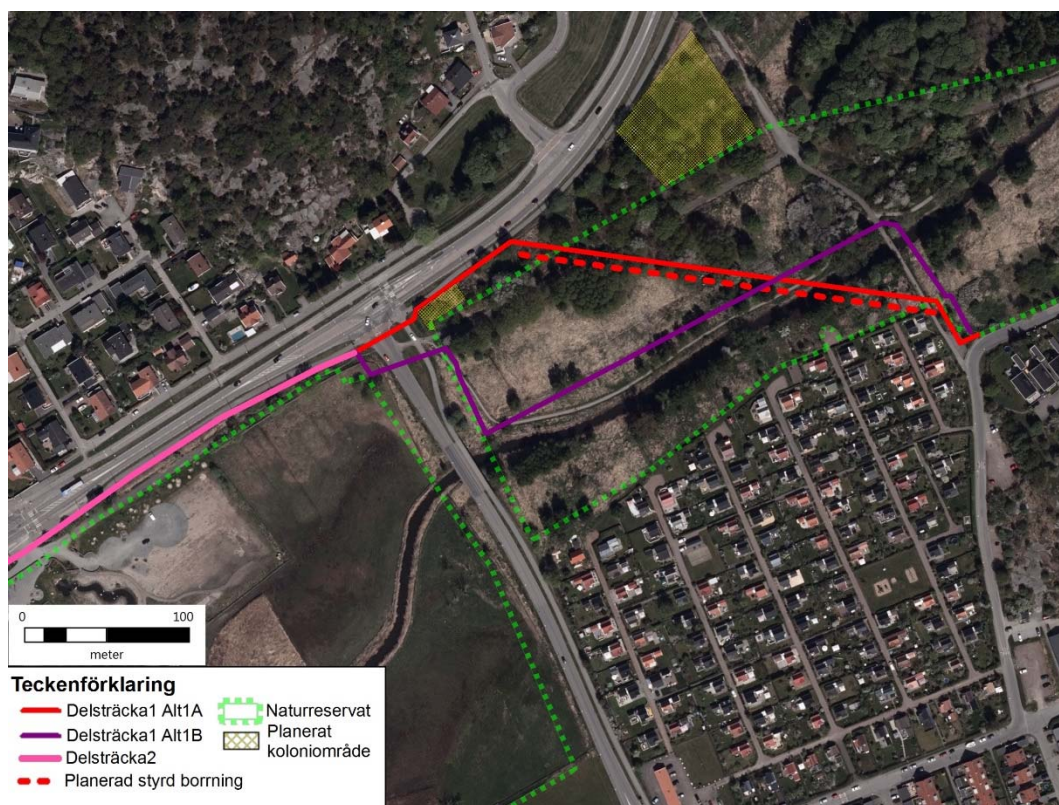 0 100
meter
Teckenförklaring
Delsträcka1 Alt1A
Delsträcka1 Alt1B
Delsträcka2
Planerad styrd borrning
Naturreservat
Planerat
koloniområde